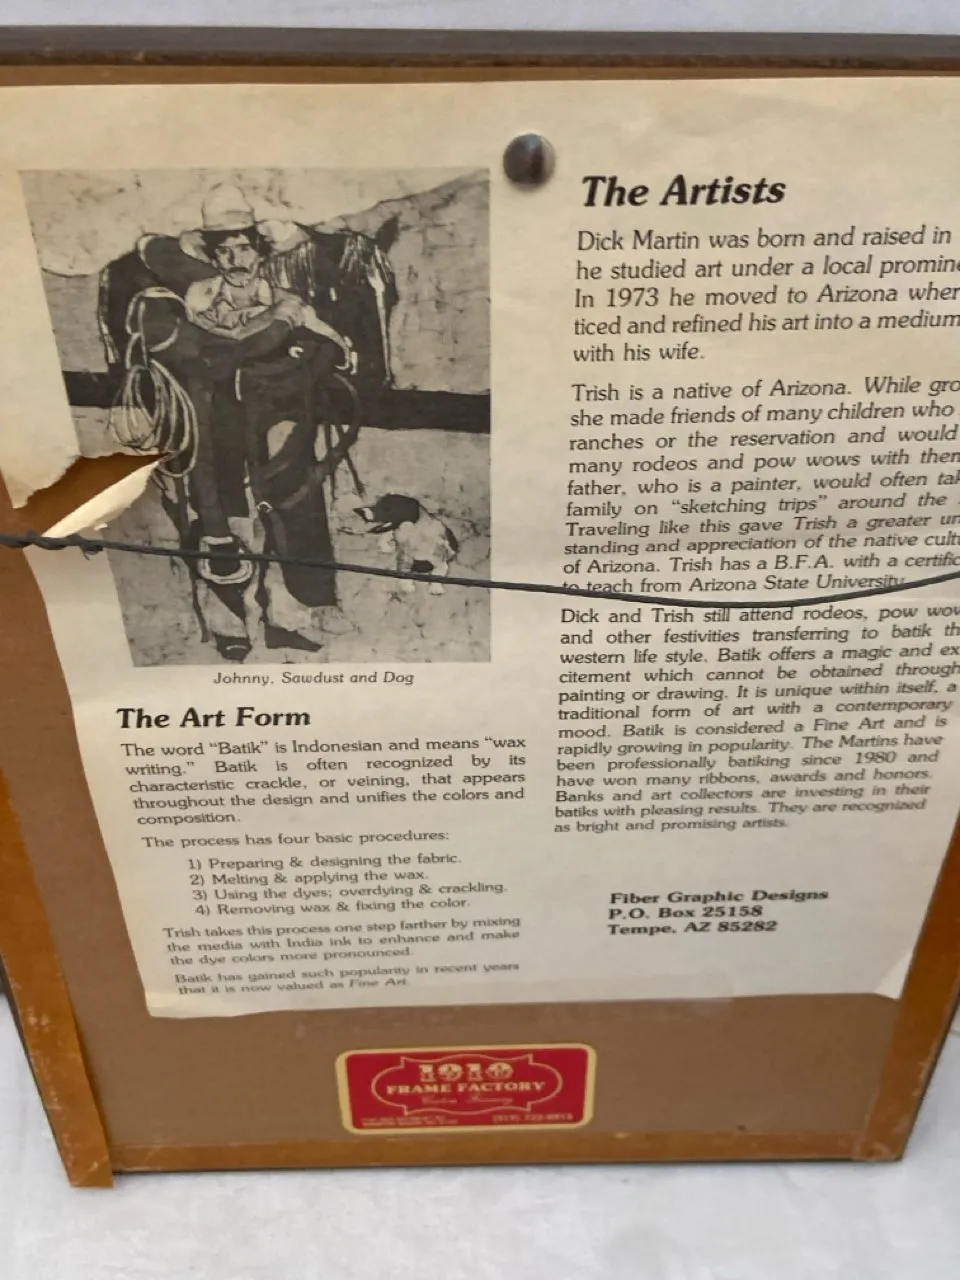 Johnny, Sawdust and Dog
The Art Form
The word “Batik” is Indonesian and means “wax
writing.” Batik is often recognized by its
characteristic crackle, or veining, that appears
throughout the design and unifies the colors and
composition.
The process has four basic procedures:
1) Preparing & designing the fabric.
2) Melting & applying the wax.
3) Using the dyes; overdying & crackling.
4) Removing wax & fixing the color.
Trish takes this process one step farther by mixing
the media with India ink to enhance and make
the dye colors more pronounced.
Batik has gained such popularity in recent years
that it is now valued as Fine Art.
The Artists
Dick Martin was born and raised in
he studied art under a local promine
In 1973 he moved to Arizona wher
ticed and refined his art into a medium
with his wife.
Trish is a native of Arizona. While gro
she made friends of many children who
ranches or the reservation and would
many rodeos and pow wows with them
father, who is a painter, would often tak
family on “sketching trips” around the
Traveling like this gave Trish a greater un
standing and appreciation of the native cult
of Arizona. Trish has a B.F.A. with a certific
to teach from Arizona State University.
Dick and Trish still attend rodeos, pow wow
and other festivities transferring to batik th
western life style. Batik offers a magic and ex
citement which cannot be obtained through
painting or drawing. It is unique within itself, a
traditional form of art with a contemporary
mood. Batik is considered a Fine Art and is
rapidly growing in popularity. The Martins have
been professionally batiking since 1980 and
have won many ribbons, awards and honors.
Banks and art collectors are investing in their
batiks with pleasing results. They are recognized
as bright and promising artists.
Fiber Graphic Designs
P.O. Box 25158
Tempe, AZ 85282
1910
FRAME FACTORY
Custom Framing